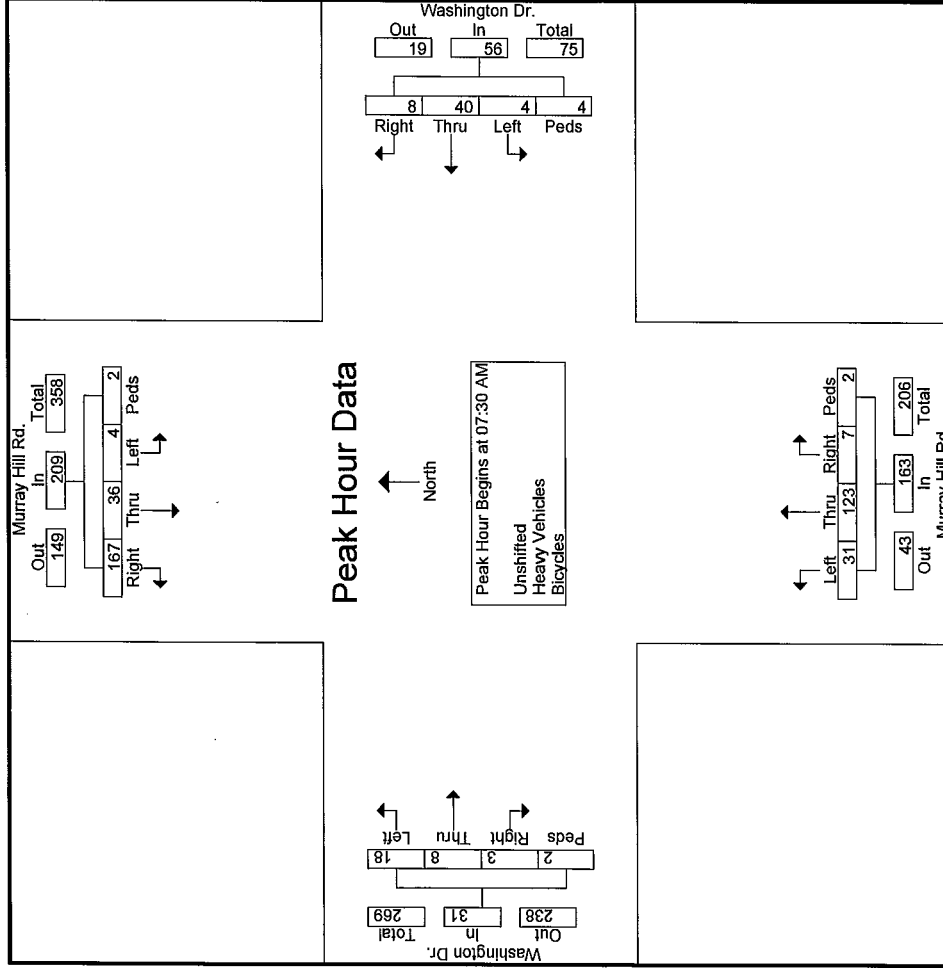 Washington Dr.
Out In Total
19 56 75
8 40 4 4
Right Thru Left Peds
Murray Hill Rd.
Out In Total
149 209 358
167 36 4 2
Right Thru Left Peds
Peak Hour Data
North
Peak Hour Begins at 07:30 AM
Unshifted
Heavy Vehicles
Bicycles
Left Thru Right Peds
18 8 3 2
Total In Out
269 31 238
Washington Dr.
Left Thru Right Peds
31 123 7 2
43 163 206
Out In Total
Murray Hill Rd.